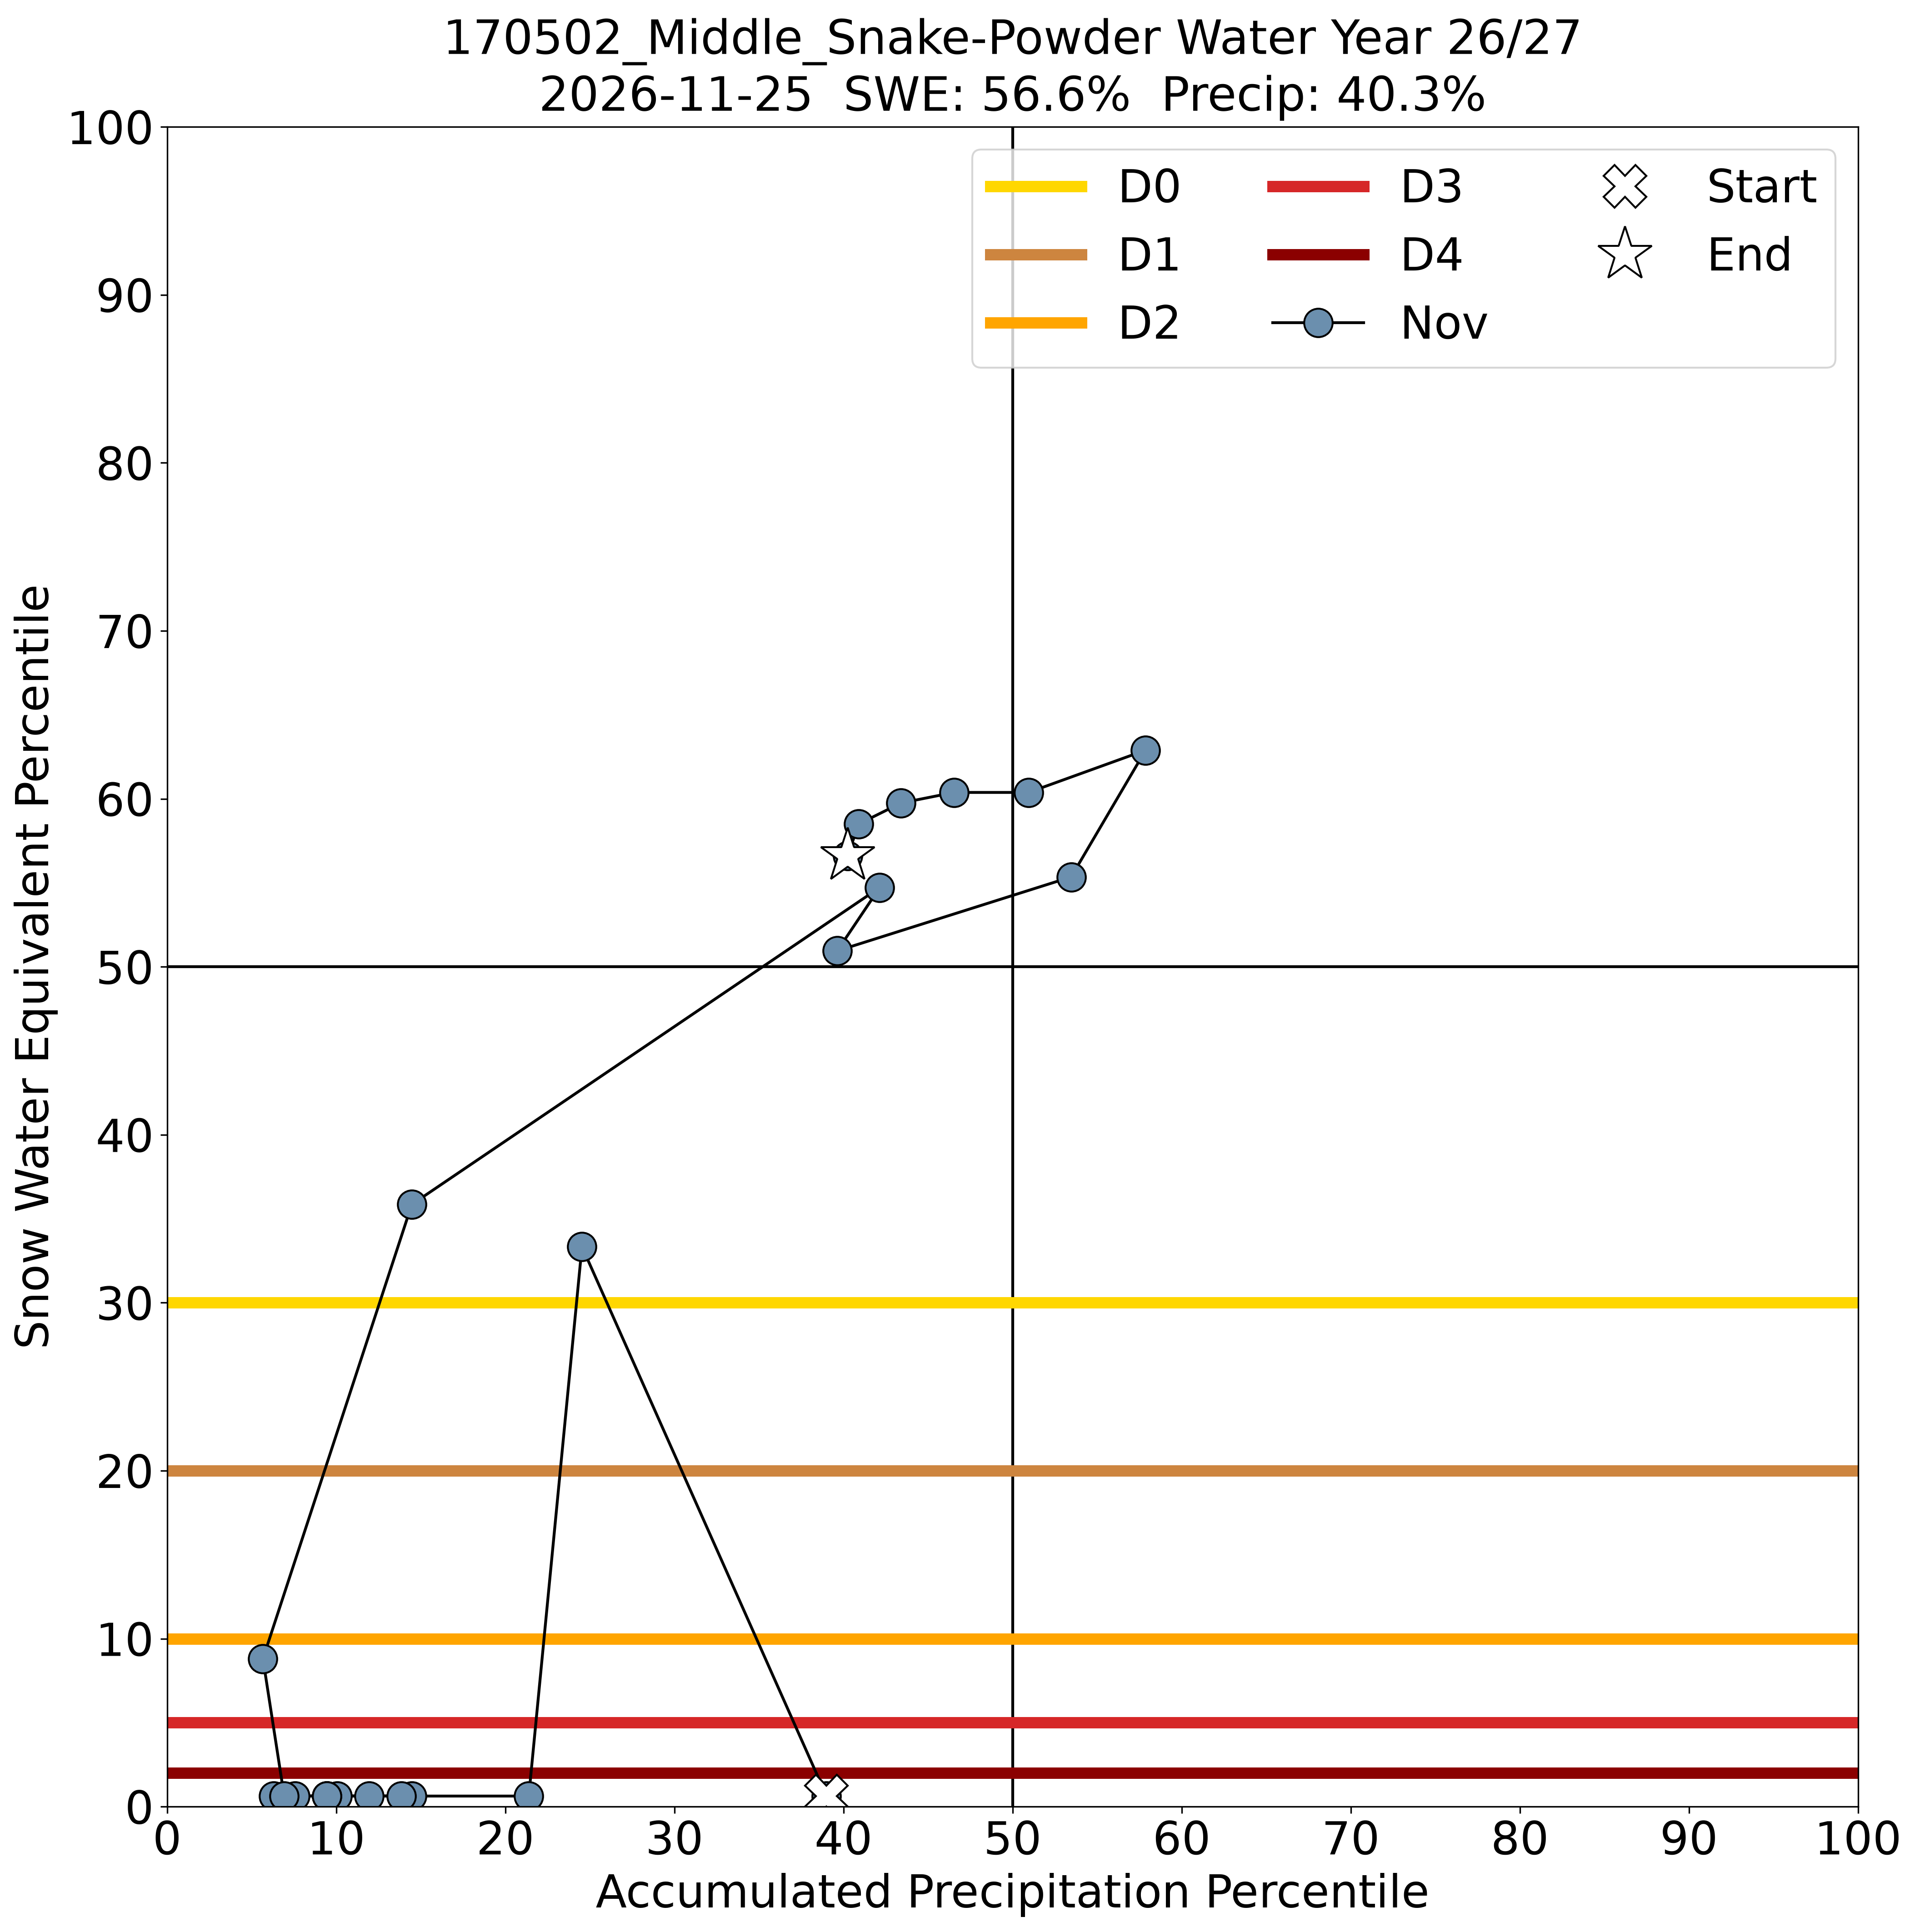 170502_Middle_Snake-Powder Water Year 26/27
2026-11-25 SWE: 56.6% Precip: 40.3%
D0 D3 Start
D1 D4 End
D2 Nov
100
90
80
70
60
50
40
30
20
10
0
Snow Water Equivalent Percentile
0 10 20 30 40 50 60 70 80 90 100
Accumulated Precipitation Percentile